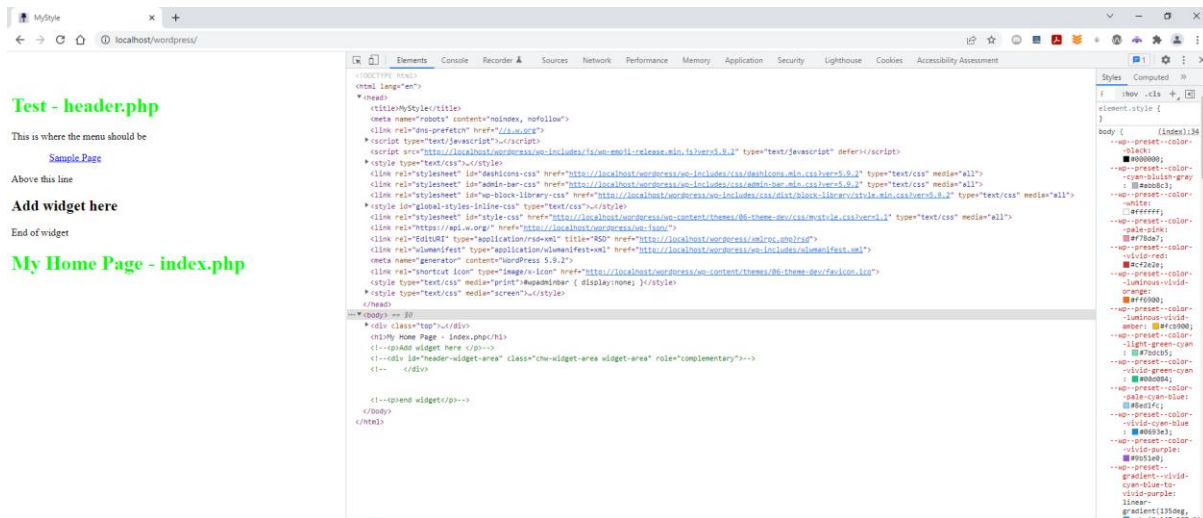 MyStyle
localhost/wordpress/
Test - header.php
This is where the menu should be
Sample Page
Above this line
Add widget here
End of widget
My Home Page - index.php
Elements Console Recorder Sources Network Performance Memory Application Security Lighthouse Cookies Accessibility Assessment
1
<!DOCTYPE html>
<html lang="en">
<head>
<title>MyStyle</title>
<meta name="robots" content="noindex, nofollow">
<link rel="dns-prefetch" href="//s.w.org">
<script type="text/javascript">…</script>
<script src="http://localhost/wordpress/wp-includes/js/wp-emoji-release.min.js?ver=5.9.2" type="text/javascript" defer></script>
<style type="text/css">…</style>
<link rel="stylesheet" id="dashicons-css" href="http://localhost/wordpress/wp-includes/css/dashicons.min.css?ver=5.9.2" type="text/css" media="all">
<link rel="stylesheet" id="admin-bar-css" href="http://localhost/wordpress/wp-includes/css/admin-bar.min.css?ver=5.9.2" type="text/css" media="all">
<link rel="stylesheet" id="wp-block-library-css" href="http://localhost/wordpress/wp-includes/css/dist/block-library/style.min.css?ver=5.9.2" type="text/css" media="all">
<style id="global-styles-inline-css" type="text/css">…</style>
<link rel="stylesheet" id="style-css" href="http://localhost/wordpress/wp-content/themes/06-theme-dev/css/mystyle.css?ver=1.1" type="text/css" media="all">
<link rel="https://api.w.org/" href="http://localhost/wordpress/wp-json/">
<link rel="EditURI" type="application/rsd+xml" title="RSD" href="http://localhost/wordpress/xmlrpc.php?rsd">
<link rel="wlwmanifest" type="application/wlwmanifest+xml" href="http://localhost/wordpress/wp-includes/wlwmanifest.xml">
<meta name="generator" content="WordPress 5.9.2">
<link rel="shortcut icon" type="image/x-icon" href="http://localhost/wordpress/wp-content/themes/06-theme-dev/favicon.ico">
<style type="text/css" media="print">#wpadminbar { display:none; }</style>
<style type="text/css" media="screen">…</style>
</head>
<body> == $0
<div class="top">…</div>
<h1>My Home Page - index.php</h1>
<!--<p>Add widget here </p>-->
<!--<div id="header-widget-area" class="chw-widget-area widget-area" role="complementary">-->
<!-- </div>
<!--<p>end widget</p>-->
</body>
</html>
Styles Computed
:hov .cls
element.style {
}
body { (index):34
--wp--preset--color-
-black:
#000000;
--wp--preset--color-
-cyan-bluish-gray
: #abb8c3;
--wp--preset--color-
-white:
#ffffff;
--wp--preset--color-
-pale-pink:
#f78da7;
--wp--preset--color-
-vivid-red:
#cf2e2e;
--wp--preset--color-
-luminous-vivid-
orange:
#ff6900;
--wp--preset--color-
-luminous-vivid-
amber: #fcb900;
--wp--preset--color-
-light-green-cyan
: #7bdcb5;
--wp--preset--color-
-vivid-green-cyan
: #00d084;
--wp--preset--color-
-pale-cyan-blue:
#8ed1fc;
--wp--preset--color-
-vivid-cyan-blue
: #0693e3;
--wp--preset--color-
-vivid-purple:
#9b51e0;
--wp--preset--
gradient--vivid-
cyan-blue-to-
vivid-purple:
linear-
gradient(135deg,